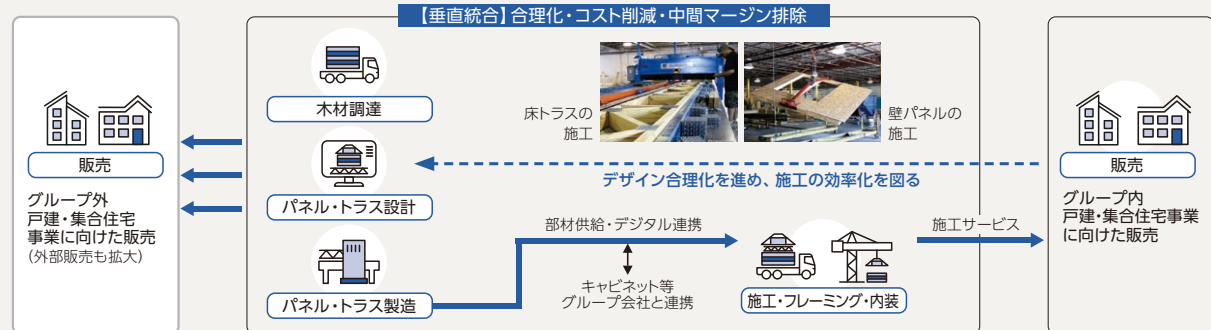 【垂直統合】合理化・コスト削減・中間マージン排除
販売
グループ外
戸建・集合住宅
事業に向けた販売
(外部販売も拡大)
木材調達
パネル・トラス設計
パネル・トラス製造
床トラスの
施工
壁パネルの
施工
デザイン合理化を進め、施工の効率化を図る
部材供給・デジタル連携
キャビネット等
グループ会社と連携
施工・フレーミング・内装
施工サービス
販売
グループ内
戸建・集合住宅事業
に向けた販売